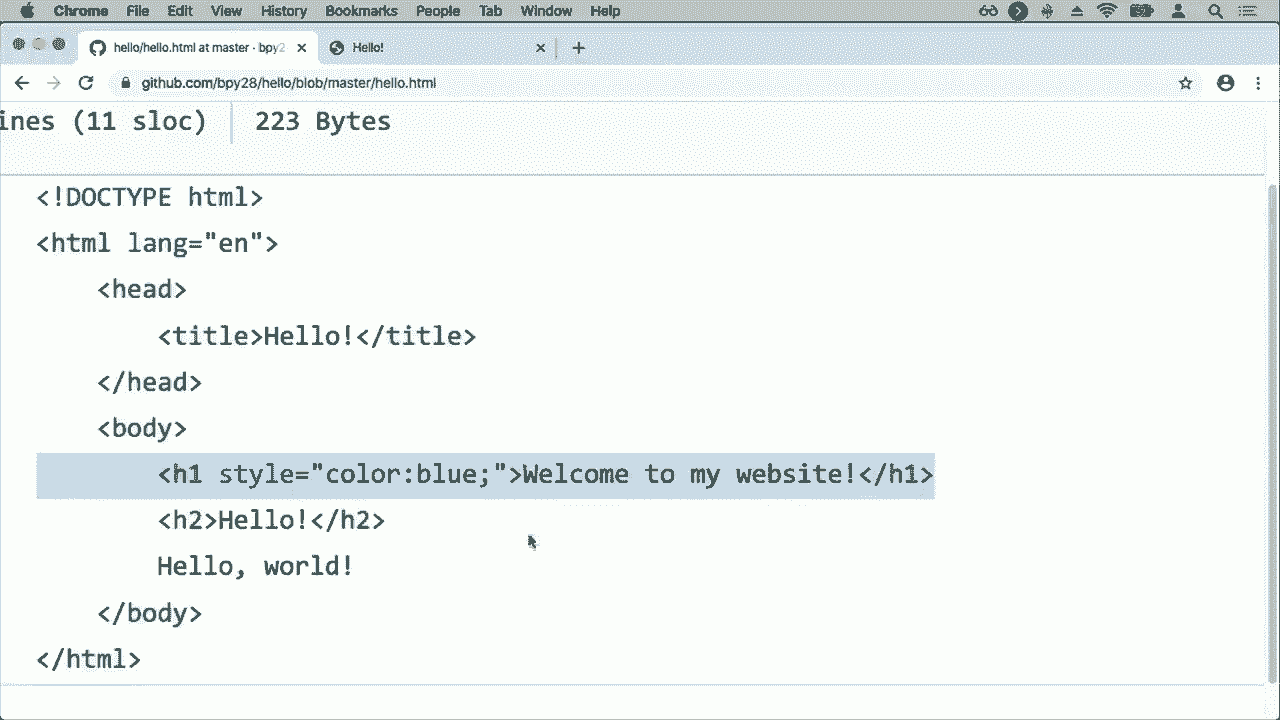 Chrome File Edit View History Bookmarks People Tab Window Help
hello/hello.html at master · bpy2
Hello!
github.com/bpy28/hello/blob/master/hello.html
ines (11 sloc) 223 Bytes
<!DOCTYPE html>
<html lang="en">
<head>
<title>Hello!</title>
</head>
<body>
<h1 style="color:blue;">Welcome to my website!</h1>
<h2>Hello!</h2>
Hello, world!
</body>
</html>